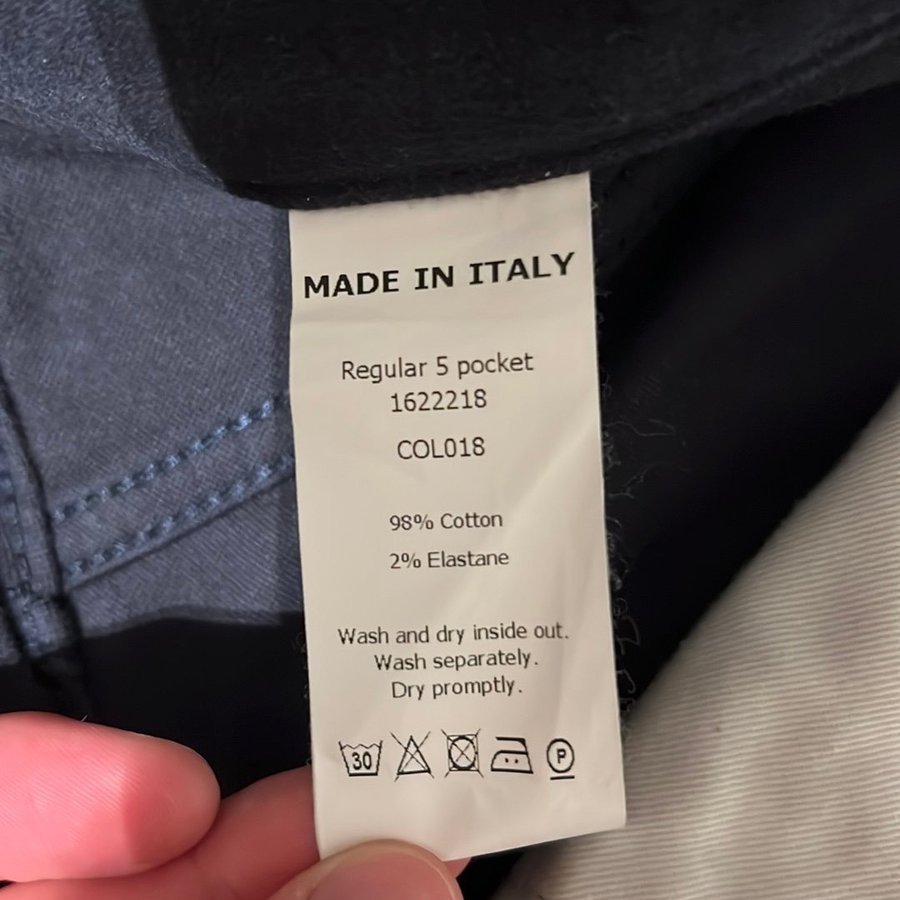 MADE IN ITALY
Regular 5 pocket
1622218
COL018
98% Cotton
2% Elastane
Wash and dry inside out.
Wash separately.
Dry promptly.
30
P